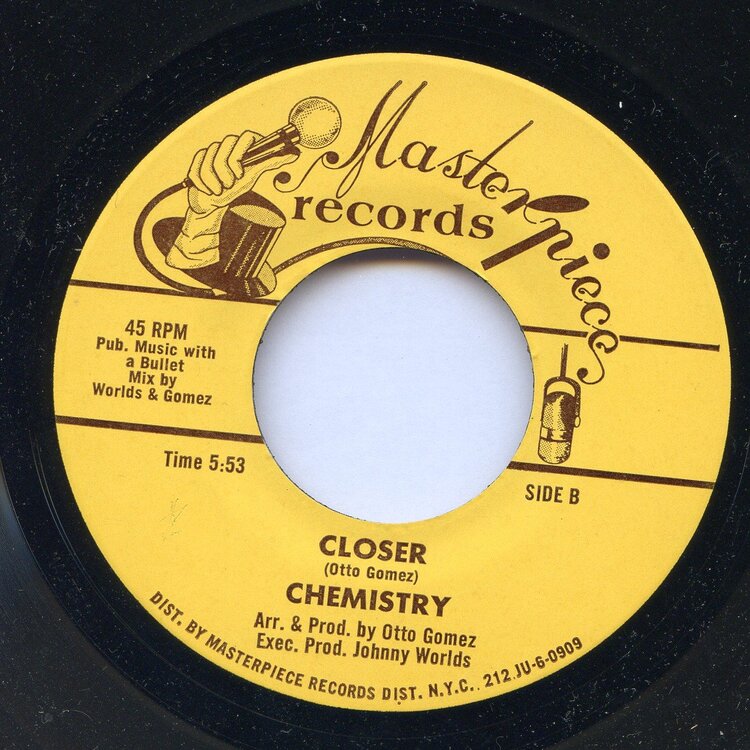 Masterpiece
records
45 RPM
Pub. Music with
a Bullet
Mix by
Worlds & Gomez
Time 5:53
SIDE B
CLOSER
(Otto Gomez)
CHEMISTRY
Arr. & Prod. by Otto Gomez
Exec. Prod. Johnny Worlds
DIST. BY MASTERPIECE RECORDS DIST. N.Y.C.. 212 JU-6-0909